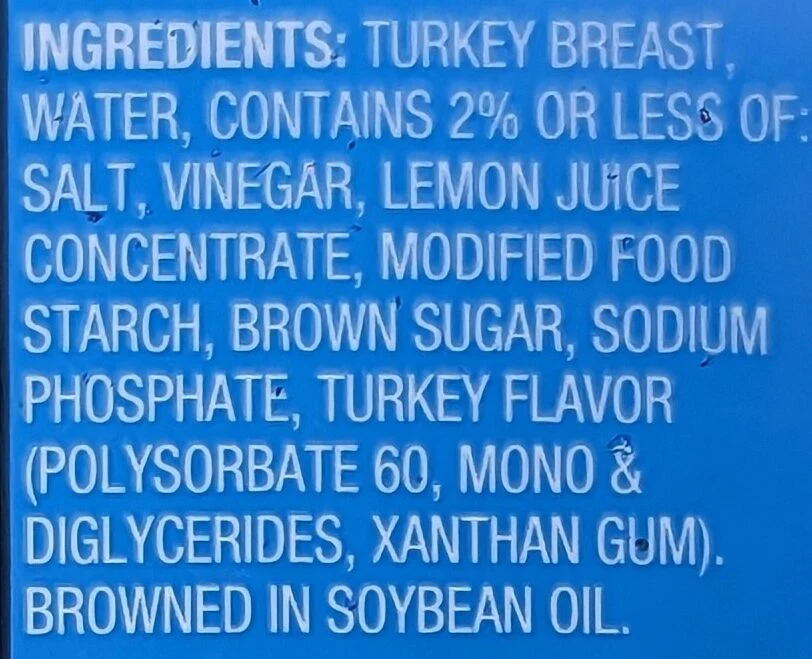 INGREDIENTS: TURKEY BREAST,
WATER, CONTAINS 2% OR LESS OF:
SALT, VINEGAR, LEMON JUICE
CONCENTRATE, MODIFIED FOOD
STARCH, BROWN SUGAR, SODIUM
PHOSPHATE, TURKEY FLAVOR
(POLYSORBATE 60, MONO &
DIGLYCERIDES, XANTHAN GUM).
BROWNED IN SOYBEAN OIL.